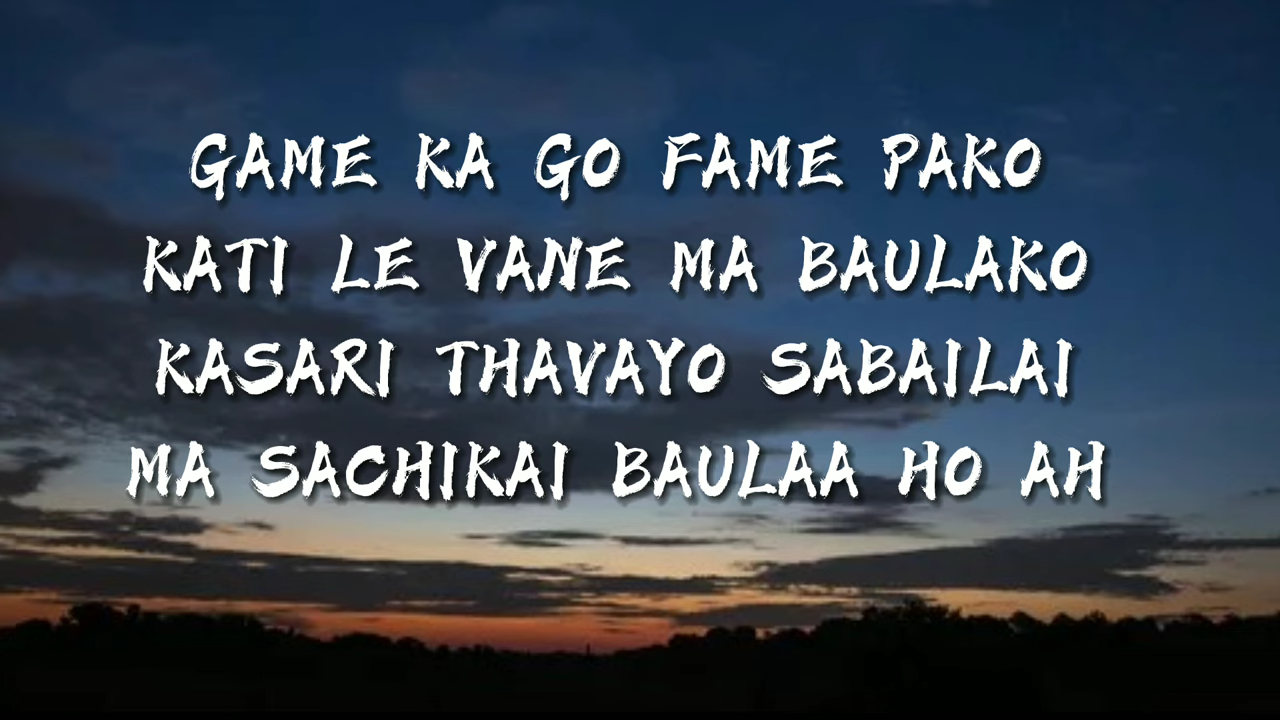 GAME KA GO FAME PAKO
KATI LE VANE MA BAULAKO
KASARI THAVAYO SABAILAI
MA SACHIKAI BAULAA HO AH